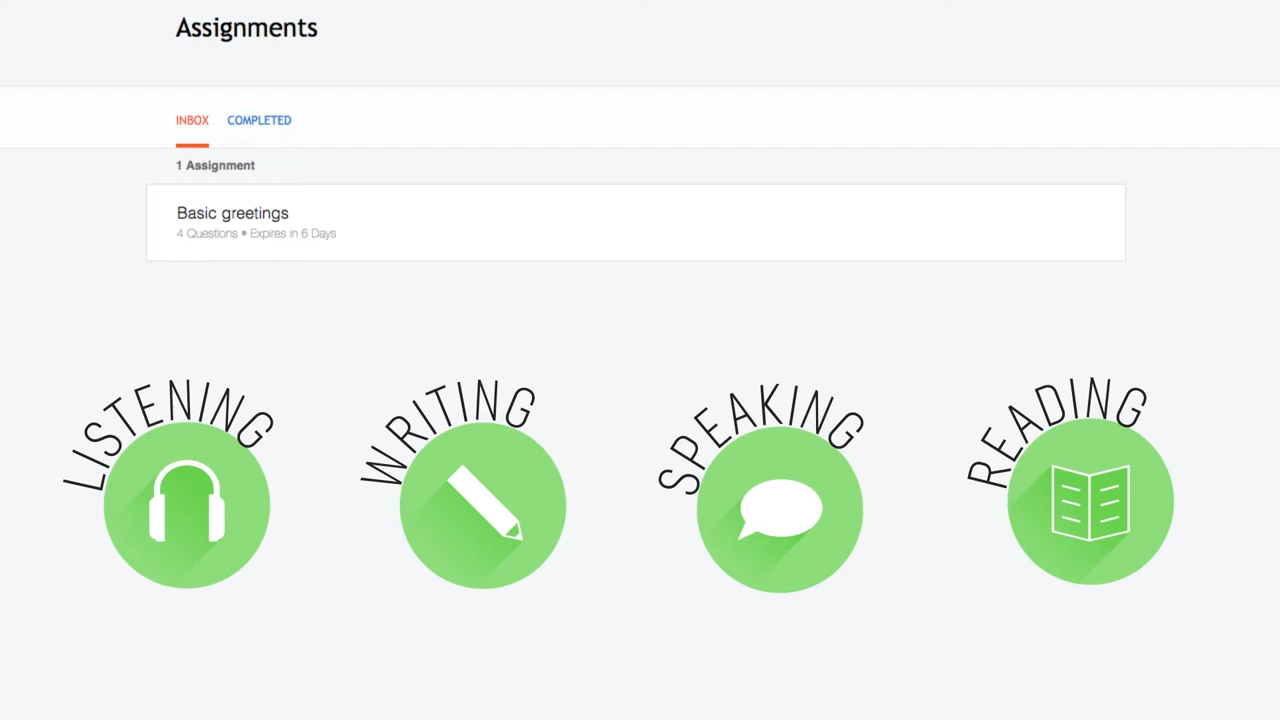 Assignments
INBOX COMPLETED
1 Assignment
Basic greetings
4 Questions • Expires in 6 Days
LISTENING
WRITING
SPEAKING
READING